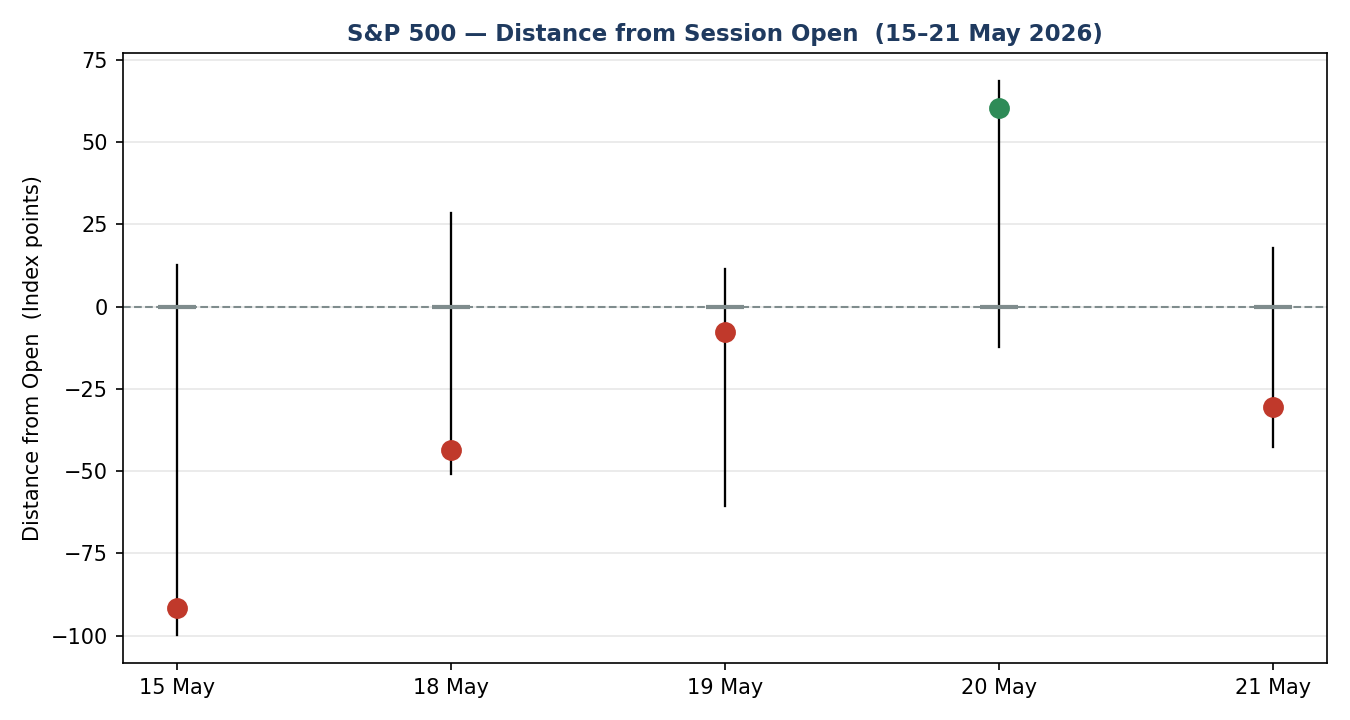 S&P 500 — Distance from Session Open  (15–21 May 2026)
Distance from Open  (Index points)
75
50
25
0
−25
−50
−75
−100
15 May
18 May
19 May
20 May
21 May